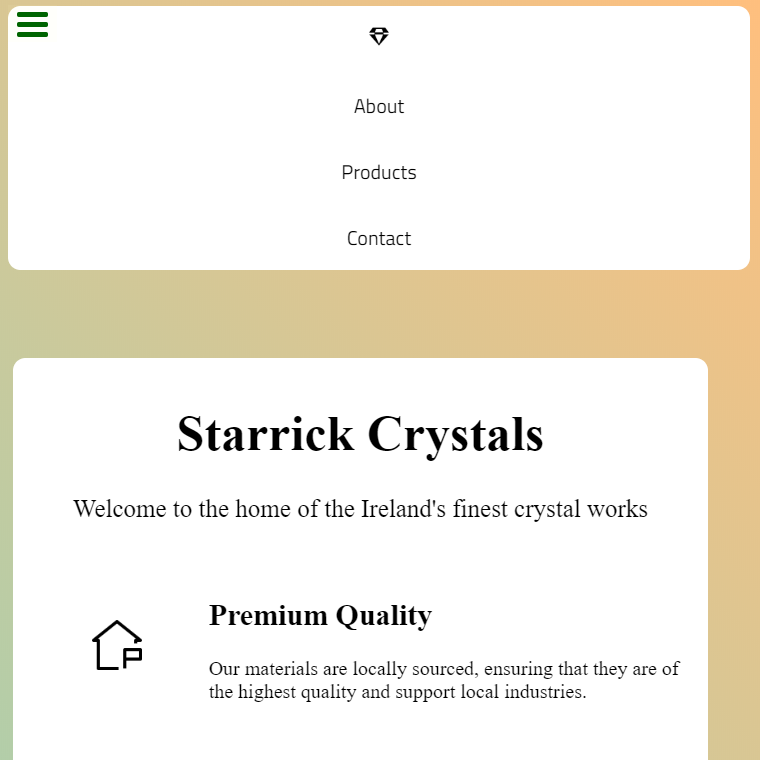 About
Products
Contact
Starrick Crystals
Welcome to the home of the Ireland's finest crystal works
Premium Quality
Our materials are locally sourced, ensuring that they are of
the highest quality and support local industries.